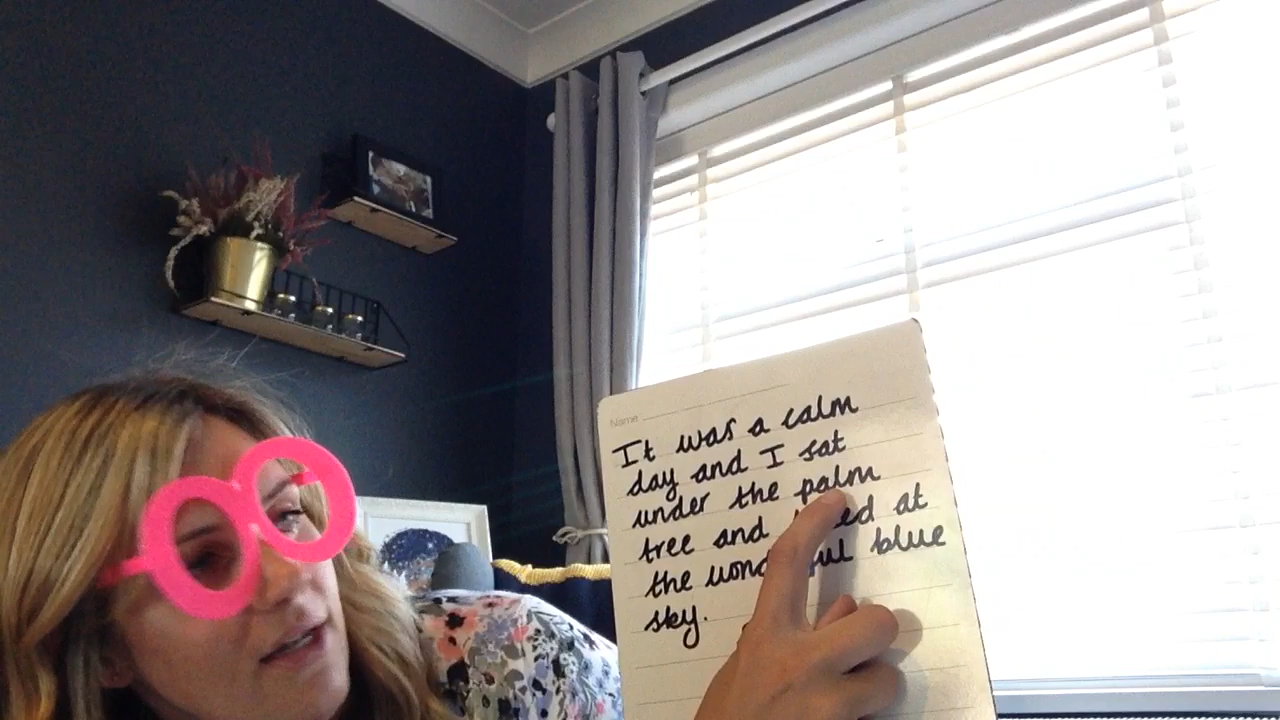 Name
It was a calm
day and I sat
under the palm
tree and at
the blue
sky.